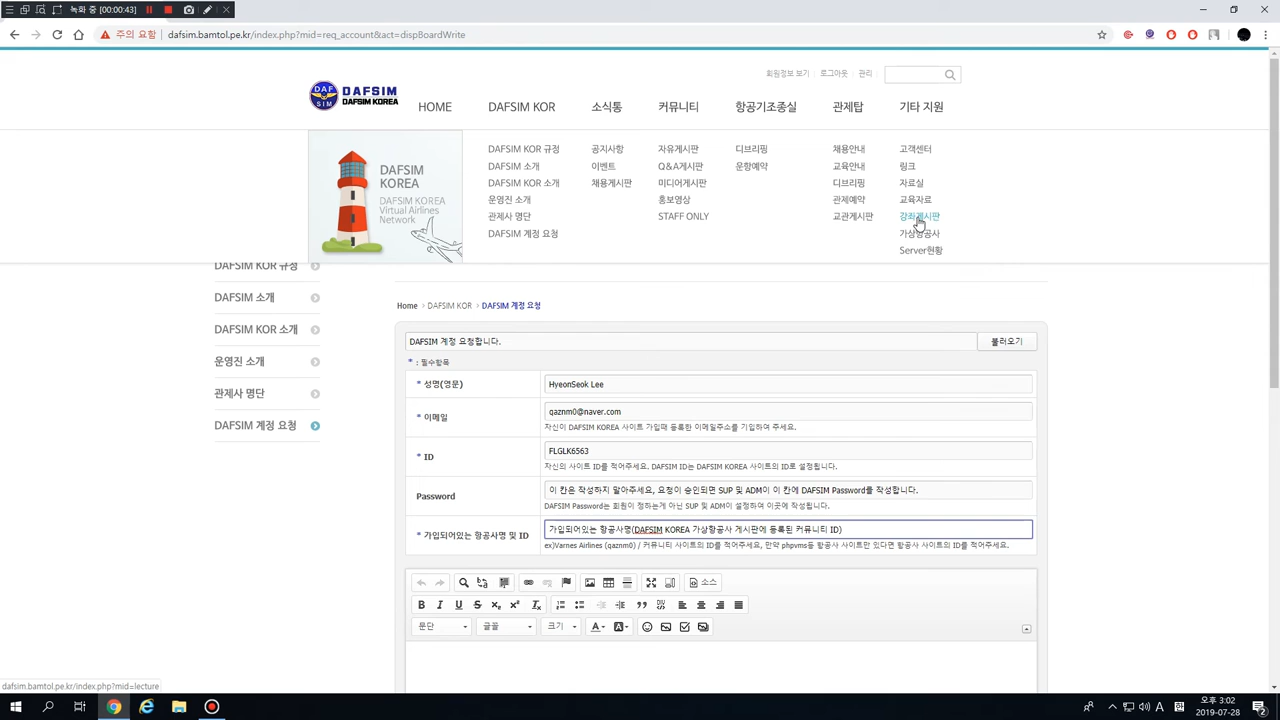 녹화 중 [00:00:43]
주의 요함
dafsim.bamtol.pe.kr/index.php?mid=req_account&act=dispBoardWrite
회원정보 보기 로그아웃 관리
DAF SIM
DAFSIM
DAFSIM KOREA
HOME DAFSIM KOR 소식통 커뮤니티 항공기조종실 관제탑 기타 지원
DAFSIM
KOREA
DAFSIM KOREA
Virtual Airlines
Network
DAFSIM KOR 규정
DAFSIM 소개
DAFSIM KOR 소개
운영진 소개
관제사 명단
DAFSIM 계정 요청
공지사항
이벤트
채용게시판
자유게시판
Q&A게시판
미디어게시판
홍보영상
STAFF ONLY
디브리핑
운항예약
채용안내
교육안내
디브리핑
관제예약
교관게시판
고객센터
링크
자료실
교육자료
강좌게시판
가상항공사
Server현황
DAFSIM KOR 규정
DAFSIM 소개
DAFSIM KOR 소개
운영진 소개
관제사 명단
DAFSIM 계정 요청
Home > DAFSIM KOR > DAFSIM 계정 요청
DAFSIM 계정 요청합니다. 불러오기
* : 필수항목
* 성명(영문) HyeonSeok Lee
* 이메일 qaznm0@naver.com
자신이 DAFSIM KOREA 사이트 가입때 등록한 이메일주소를 기입하여 주세요.
* ID FLGLK6563
자신의 사이트 ID를 적어주세요. DAFSIM ID는 DAFSIM KOREA 사이트의 ID로 설정됩니다.
Password 이 칸은 작성하지 말아주세요, 요청이 승인되면 SUP 및 ADM이 이 칸에 DAFSIM Password를 작성합니다.
DAFSIM Password는 회원이 정하는게 아닌 SUP 및 ADM이 설정하여 이곳에 작성됩니다.
* 가입되어있는 항공사명 및 ID 가입되어있는 항공사명(DAFSIM KOREA 가상항공사 게시판에 등록된 커뮤니티 ID)
ex)Varnes Airlines (qaznm0) / 커뮤니티 사이트의 ID를 적어주세요, 만약 phpvms등 항공사 사이트만 있다면 항공사 사이트의 ID를 적어주세요.
소스
문단 글꼴 크기
dafsim.bamtol.pe.kr/index.php?mid=lecture
오후 3:02
2019-07-28